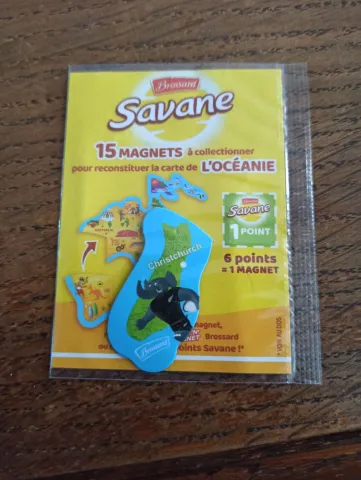 Brossard
Savane
15 MAGNETS à collectionner
pour reconstituer la carte de L'OCÉANIE
Christchurch
Savane
1 POINT
6 points
= 1 MAGNET
magnet,
Brossard
Brossard
points Savane !*